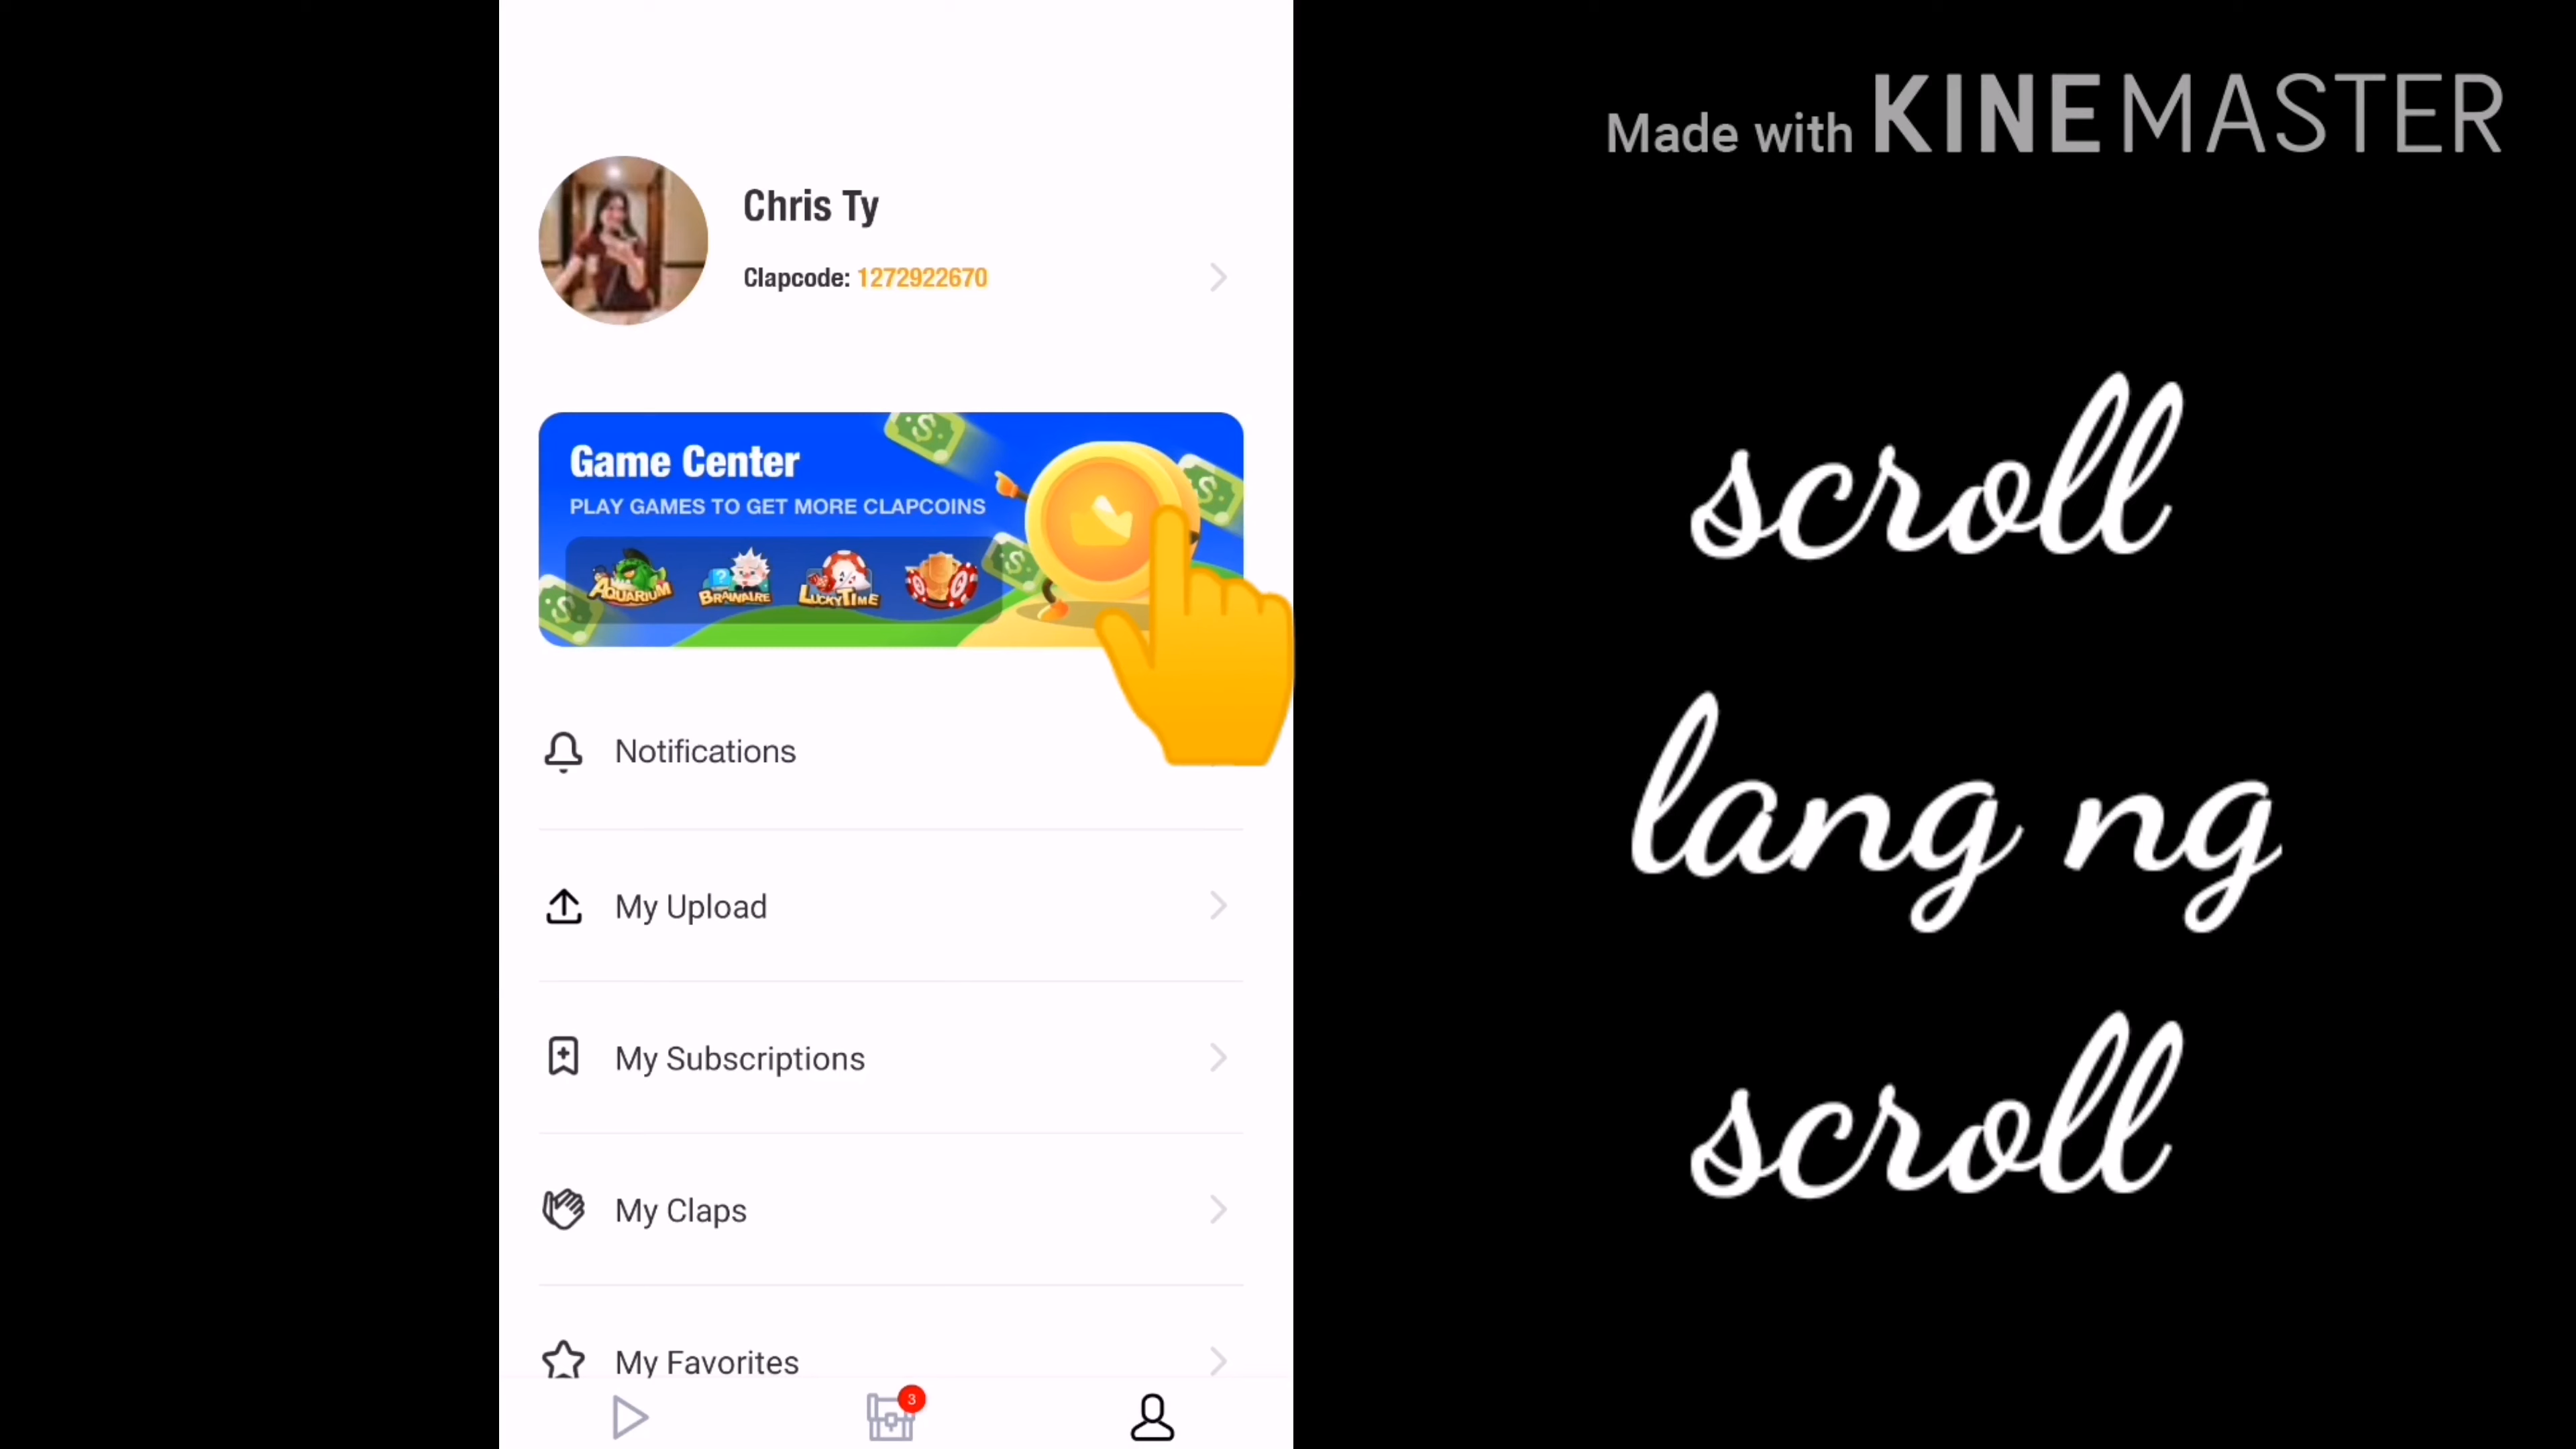 Made with KINEMASTER
Chris Ty
Clapcode: 1272922670
Game Center
PLAY GAMES TO GET MORE CLAPCOINS
AQUARIUM BRAINAIRE LUCKYTIME
Notifications
My Upload
My Subscriptions
My Claps
My Favorites
3
scroll
lang ng
scroll